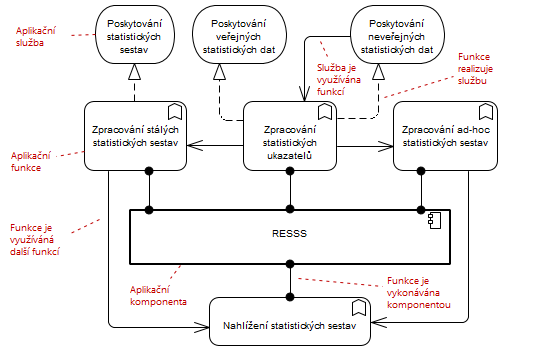 Aplikační
služba
Poskytování
statistických
sestav
Poskytování
veřejných
statistických dat
Poskytování
neveřejných
statistických dat
Služba je
využívána
funkcí
Funkce
realizuje
službu
Zpracování stálých
statistických sestav
Zpracování
statistických
ukazatelů
Zpracování ad-hoc
statistických sestav
Aplikační
funkce
Funkce je
využíváná
další funkcí
RESSS
Aplikační
komponenta
Funkce je
vykonávána
komponentou
Nahlížení statistických sestav